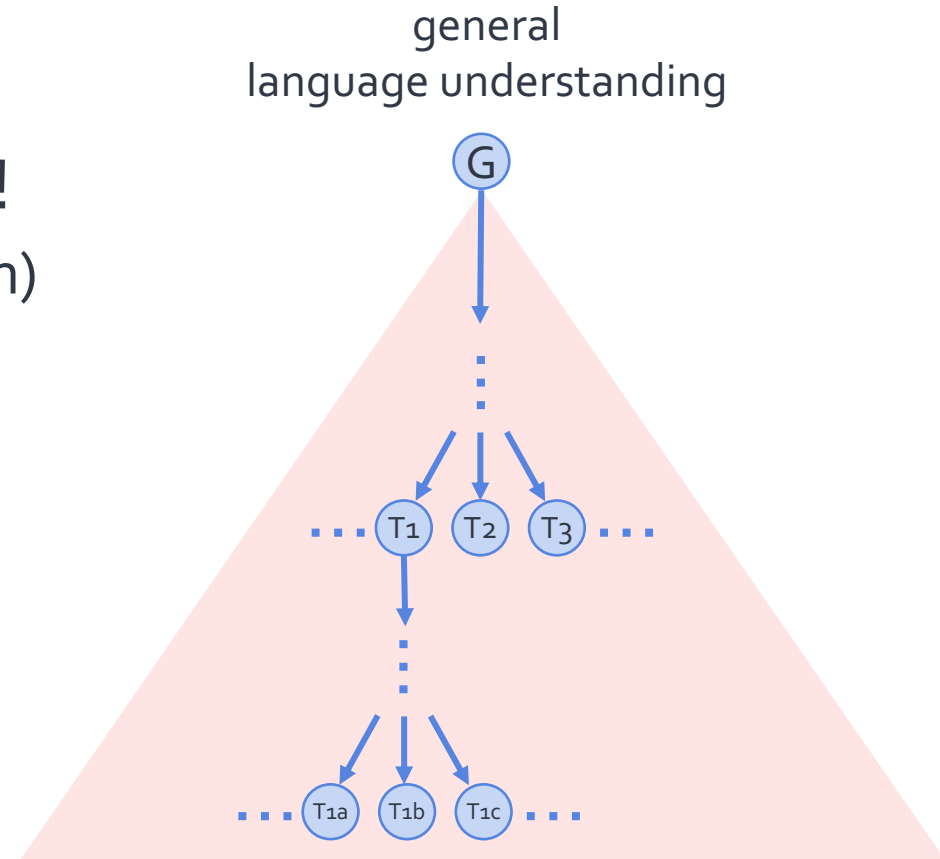 general
language understanding
G
!
n)
T1
T2
T3
T1a
T1b
T1c